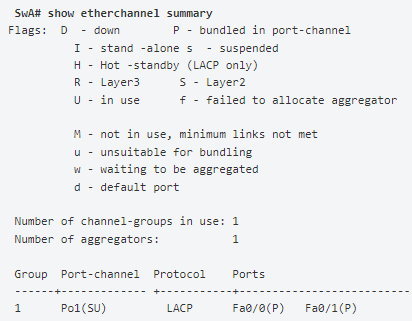 SwA# show etherchannel summary
Flags: D - down P - bundled in port-channel
I - stand -alone s - suspended
H - Hot -standby (LACP only)
R - Layer3 S - Layer2
U - in use f - failed to allocate aggregator
M - not in use, minimum links not met
u - unsuitable for bundling
w - waiting to be aggregated
d - default port
Number of channel-groups in use: 1
Number of aggregators: 1
Group Port-channel Protocol Ports
------+-------------+-----------+--------------------------
1 Po1(SU) LACP Fa0/0(P) Fa0/1(P)